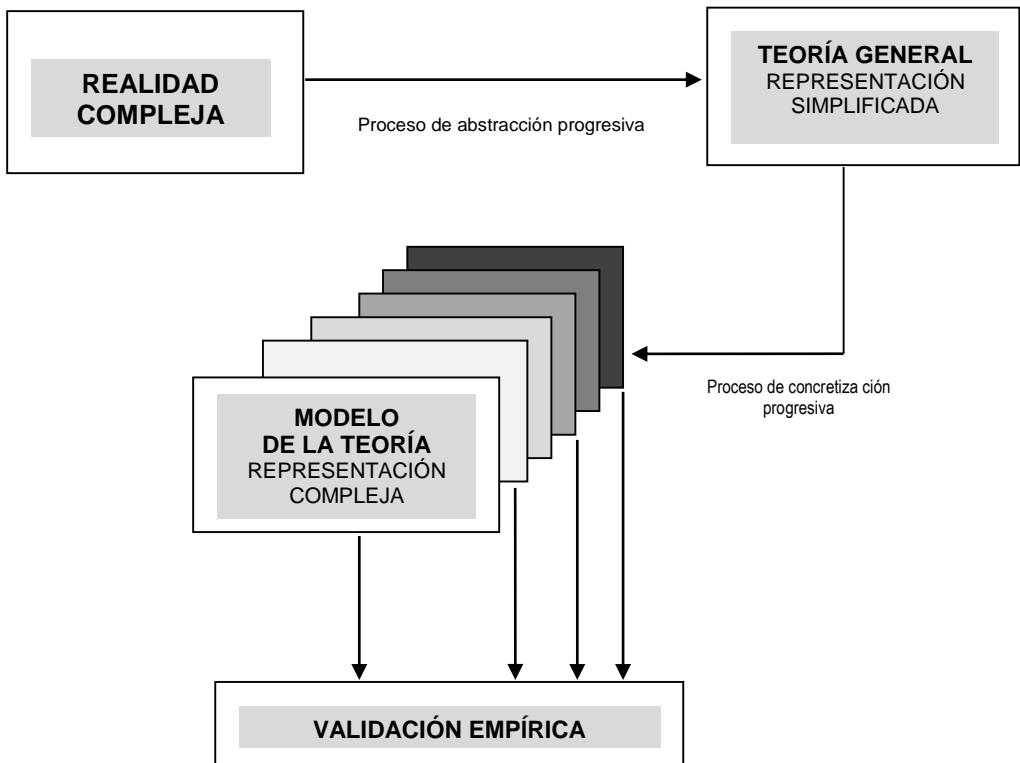 REALIDAD
COMPLEJA
Proceso de abstracción progresiva
TEORÍA GENERAL
REPRESENTACIÓN
SIMPLIFICADA
Proceso de concretiza ción
progresiva
MODELO
DE LA TEORÍA
REPRESENTACIÓN
COMPLEJA
VALIDACIÓN EMPÍRICA